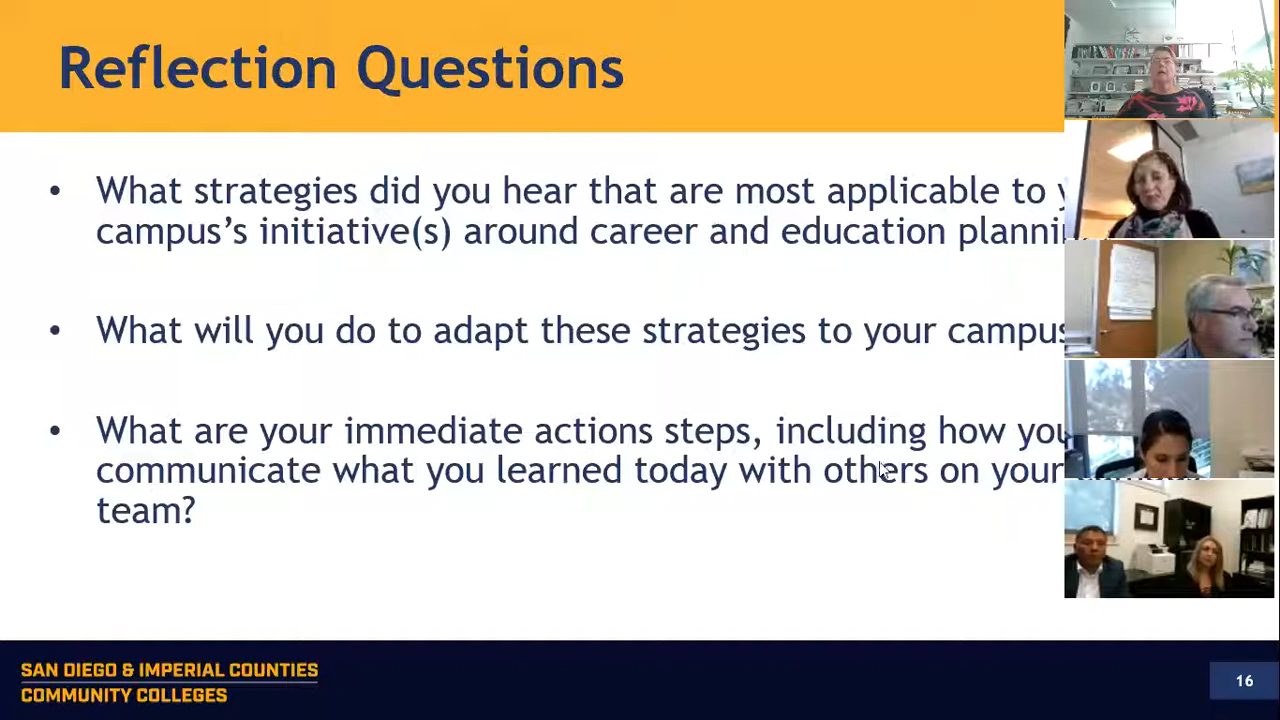 Reflection Questions
• What strategies did you hear that are most applicable to
campus’s initiative(s) around career and education
• What will you do to adapt these strategies to your campus
• What are your immediate actions steps, including how you
communicate what you learned today with others on your
team?
SAN DIEGO & IMPERIAL COUNTIES
COMMUNITY COLLEGES
16